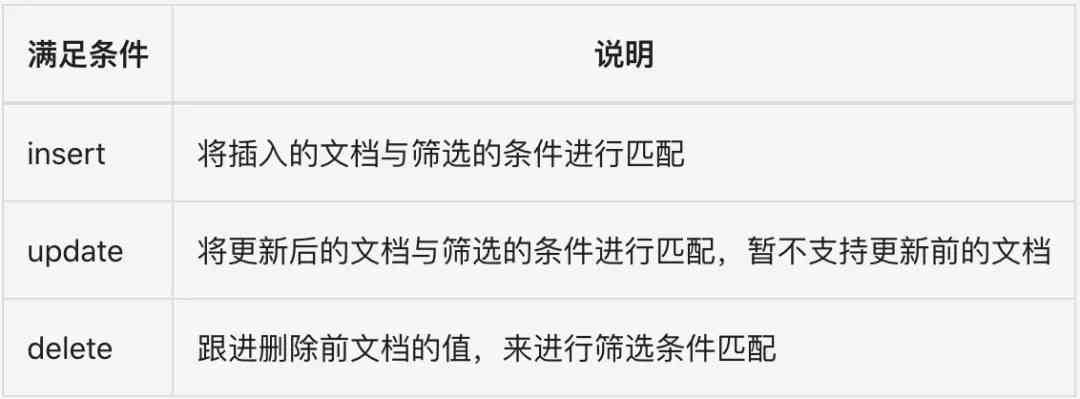 满足条件 说明
insert 将插入的文档与筛选的条件进行匹配
update 将更新后的文档与筛选的条件进行匹配，暂不支持更新前的文档
delete 跟进删除前文档的值，来进行筛选条件匹配